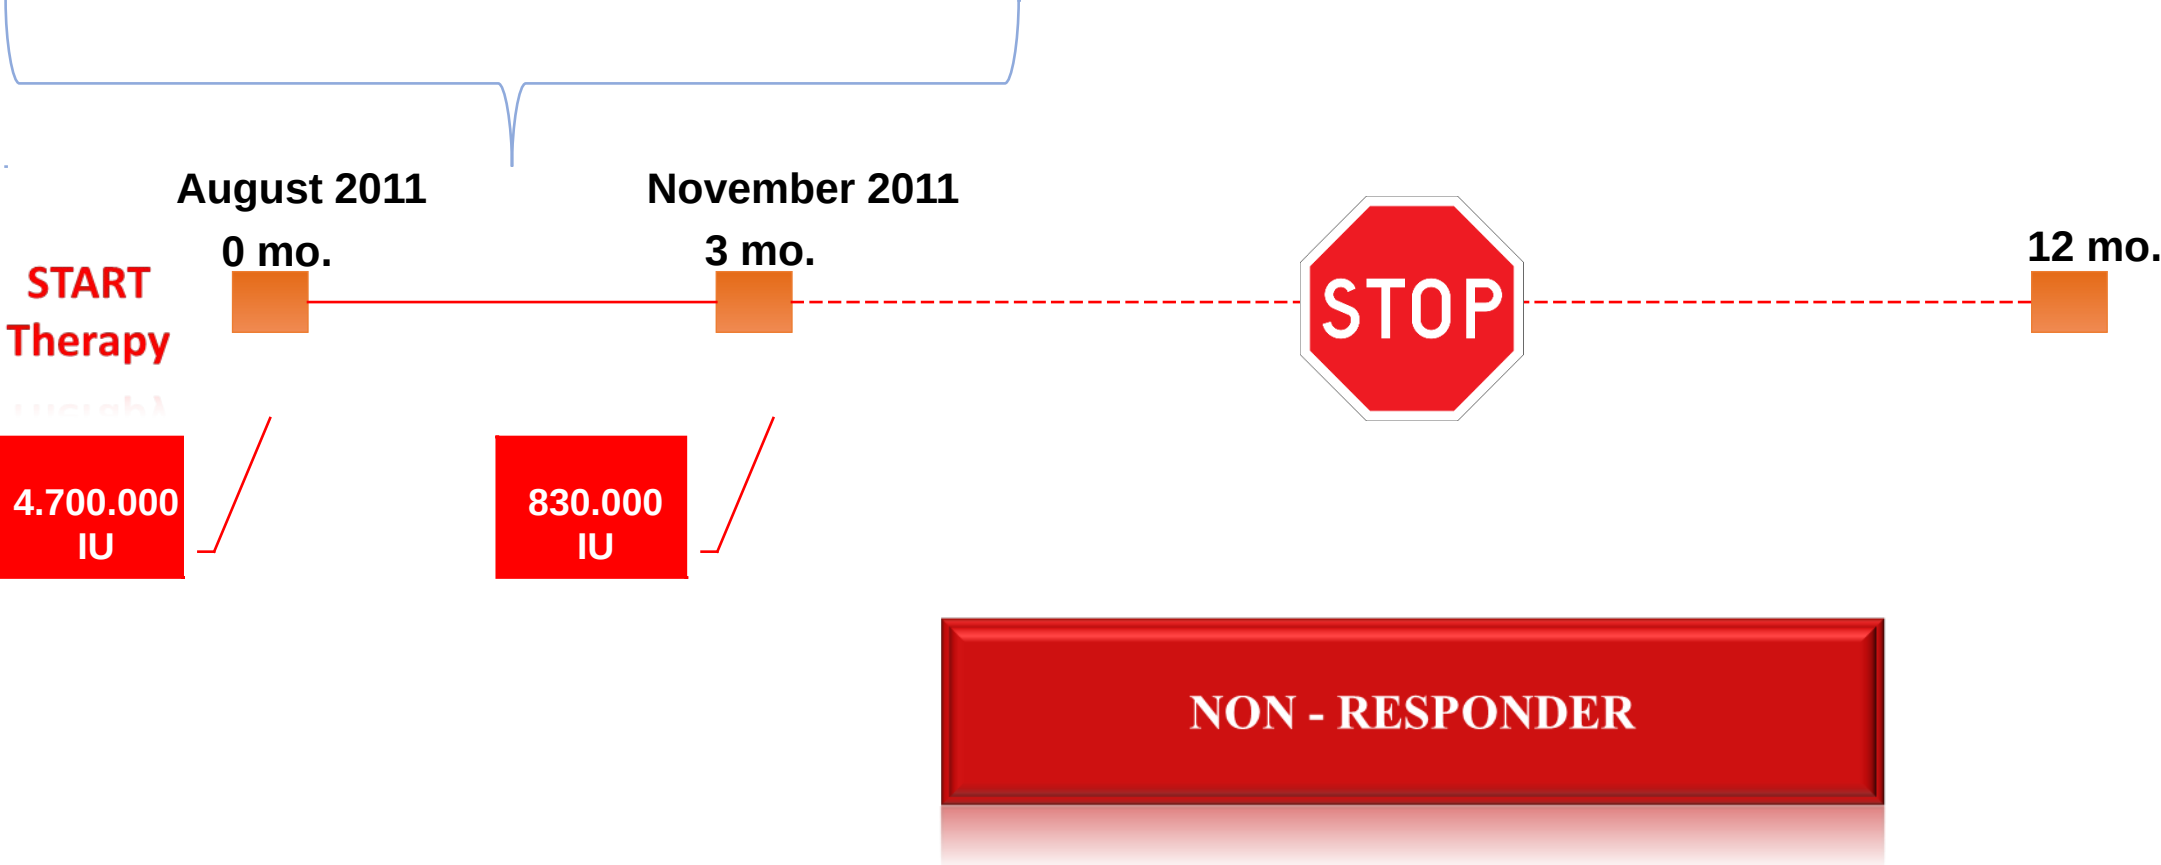 August 2011
November 2011
0 mo.
3 mo.
12 mo.
START
Therapy
STOP
4.700.000
IU
830.000
IU
NON - RESPONDER